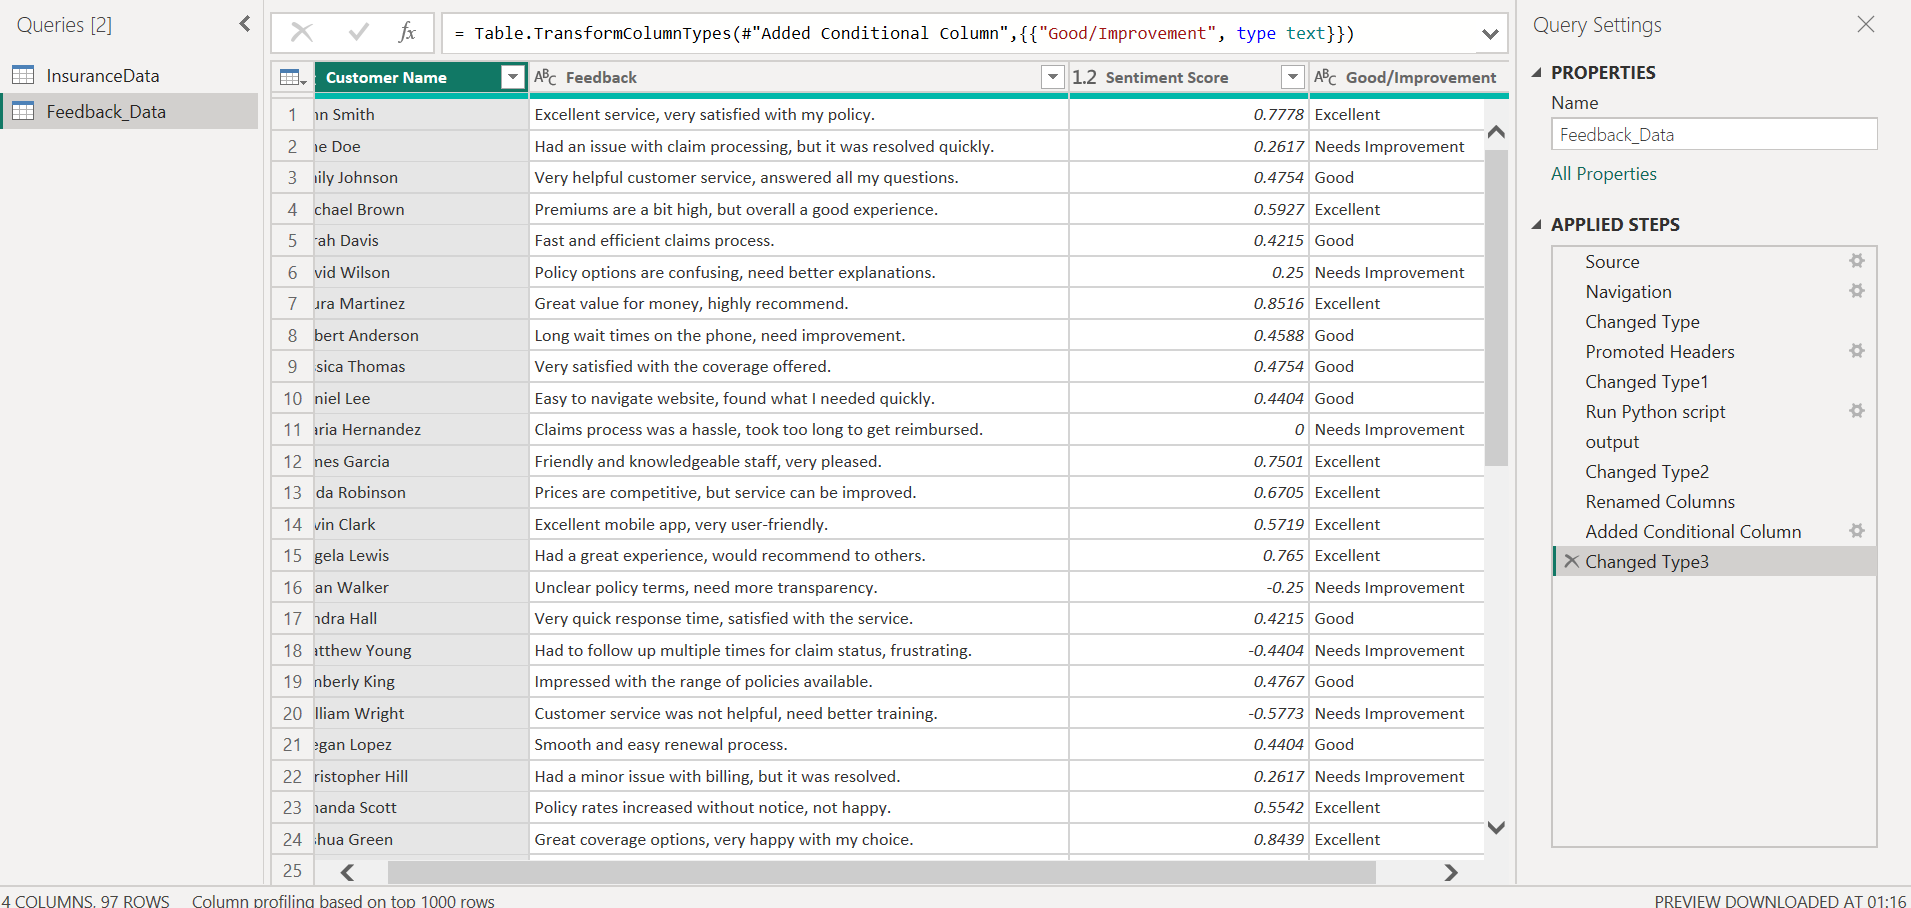 Queries [2]
InsuranceData
Feedback_Data
fx = Table.TransformColumnTypes(#"Added Conditional Column",{{"Good/Improvement", type text}})
Customer Name ABC Feedback 1.2 Sentiment Score ABC Good/Improvement
1 nn Smith Excellent service, very satisfied with my policy. 0.7778 Excellent
2 ne Doe Had an issue with claim processing, but it was resolved quickly. 0.2617 Needs Improvement
3 ily Johnson Very helpful customer service, answered all my questions. 0.4754 Good
4 chael Brown Premiums are a bit high, but overall a good experience. 0.5927 Excellent
5 rah Davis Fast and efficient claims process. 0.4215 Good
6 vid Wilson Policy options are confusing, need better explanations. 0.25 Needs Improvement
7 ura Martinez Great value for money, highly recommend. 0.8516 Excellent
8 bert Anderson Long wait times on the phone, need improvement. 0.4588 Good
9 sica Thomas Very satisfied with the coverage offered. 0.4754 Good
10 niel Lee Easy to navigate website, found what I needed quickly. 0.4404 Good
11 aria Hernandez Claims process was a hassle, took too long to get reimbursed. 0 Needs Improvement
12 nes Garcia Friendly and knowledgeable staff, very pleased. 0.7501 Excellent
13 da Robinson Prices are competitive, but service can be improved. 0.6705 Excellent
14 vin Clark Excellent mobile app, very user-friendly. 0.5719 Excellent
15 gela Lewis Had a great experience, would recommend to others. 0.765 Excellent
16 an Walker Unclear policy terms, need more transparency. -0.25 Needs Improvement
17 ndra Hall Very quick response time, satisfied with the service. 0.4215 Good
18 atthew Young Had to follow up multiple times for claim status, frustrating. -0.4404 Needs Improvement
19 mberly King Impressed with the range of policies available. 0.4767 Good
20 lliam Wright Customer service was not helpful, need better training. -0.5773 Needs Improvement
21 egan Lopez Smooth and easy renewal process. 0.4404 Good
22 ristopher Hill Had a minor issue with billing, but it was resolved. 0.2617 Needs Improvement
23 nanda Scott Policy rates increased without notice, not happy. 0.5542 Excellent
24 shua Green Great coverage options, very happy with my choice. 0.8439 Excellent
25
Query Settings
PROPERTIES
Name
Feedback_Data
All Properties
APPLIED STEPS
Source
Navigation
Changed Type
Promoted Headers
Changed Type1
Run Python script
output
Changed Type2
Renamed Columns
Added Conditional Column
Changed Type3
4 COLUMNS, 97 ROWS Column profiling based on top 1000 rows
PREVIEW DOWNLOADED AT 01:16